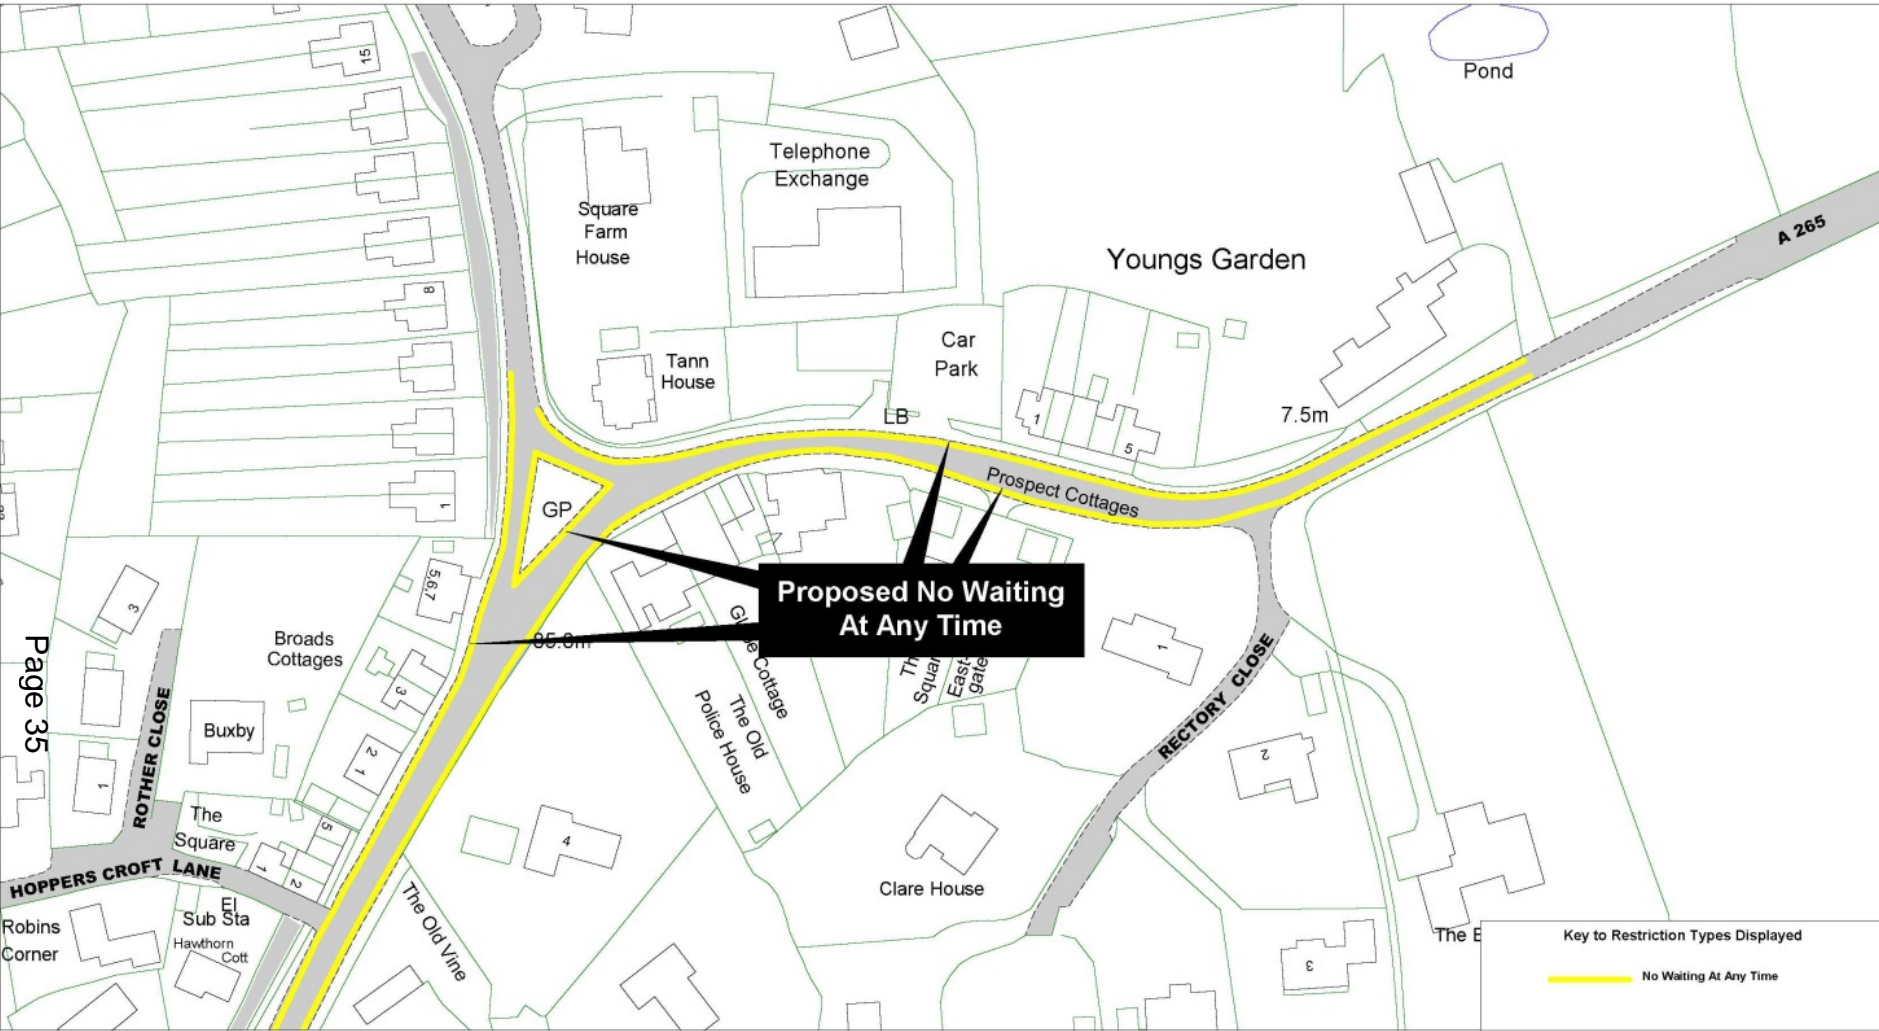 15
Pond
Telephone
Exchange
Square
Farm
House
A 265
Youngs Garden
8
Car
Park
Tann
House
LB
1
5
7.5m
Prospect Cottages
1
GP
Proposed No Waiting
At Any Time
5,6,7
3
Page 35
Broads
Cottages
Cottage
The Old
Police House
Squar
East-
gate
1
RECTORY CLOSE
3
ROTHER CLOSE
Buxby
2
1
1
2
The
Square
5
4
HOPPERS CROFT LANE
1
2
El
Sub Sta
Clare House
Robins
Corner
Hawthorn
Cott
The Old Vine
3
Key to Restriction Types Displayed
No Waiting At Any Time